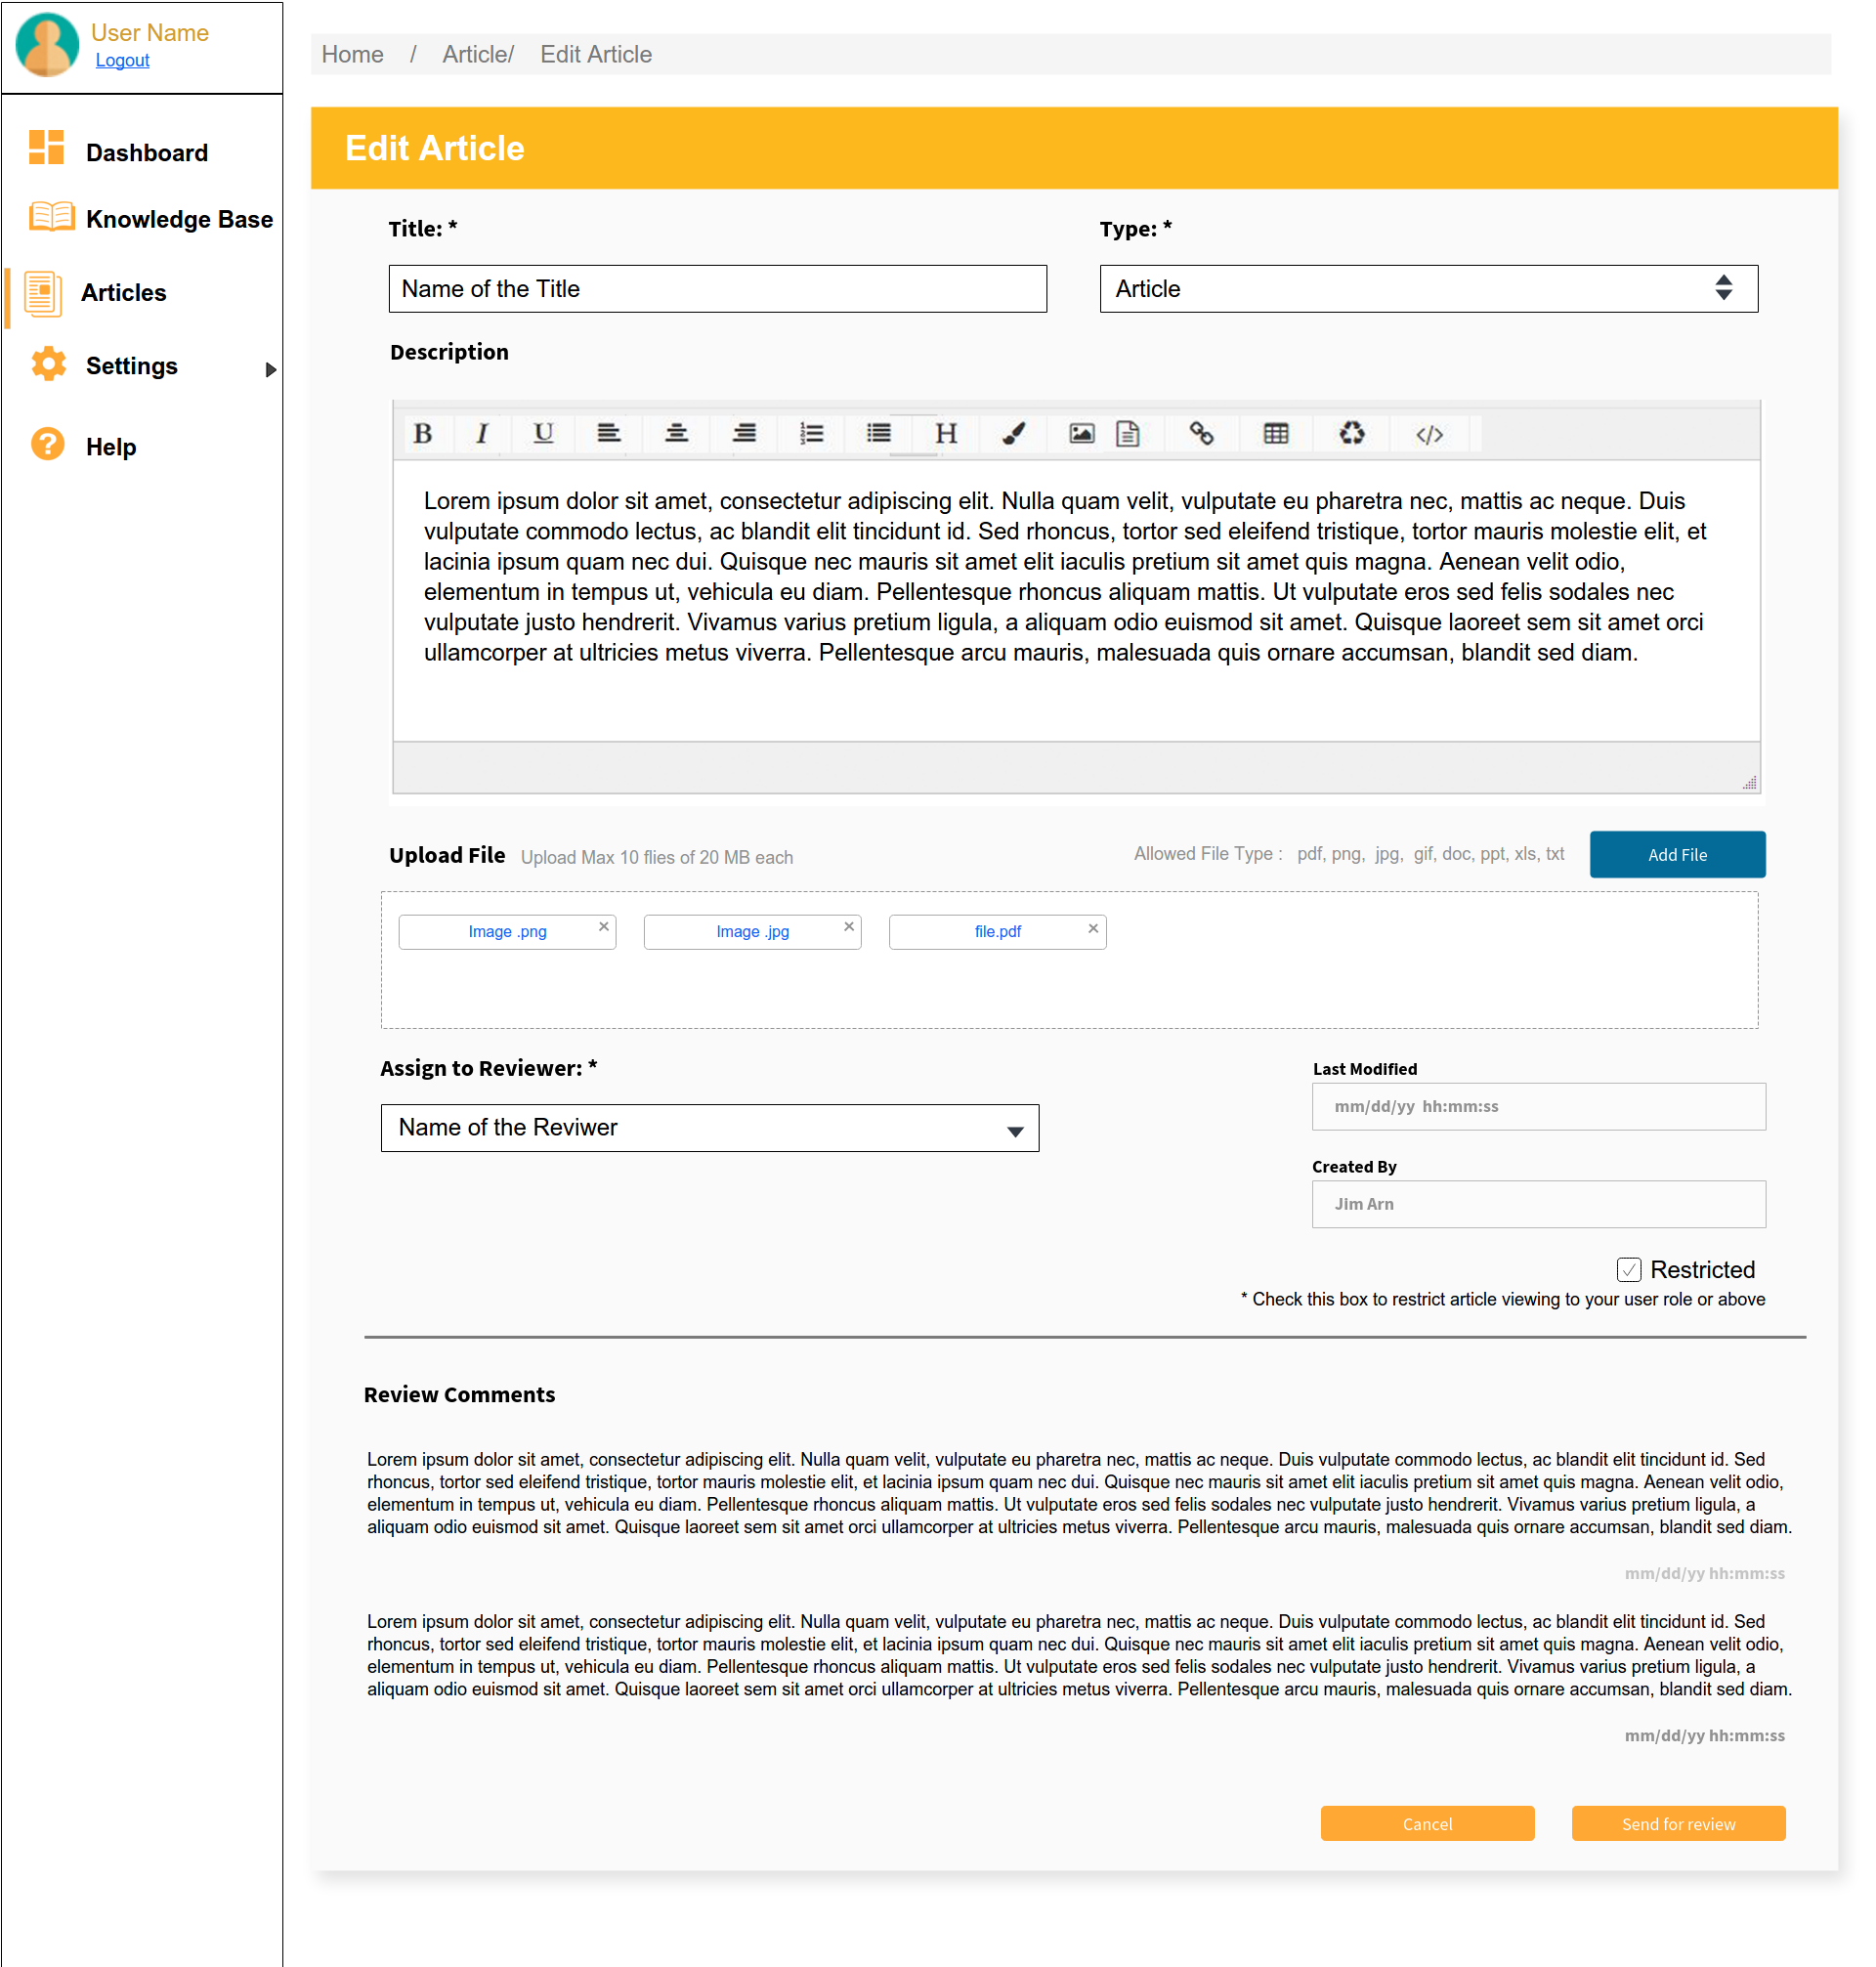 User Name
Logout
Dashboard
Knowledge Base
Articles
Settings
Help
Home / Article/ Edit Article
Edit Article
Title: * Type: *
Name of the Title Article
Description
B I U H </>
Lorem ipsum dolor sit amet, consectetur adipiscing elit. Nulla quam velit, vulputate eu pharetra nec, mattis ac neque. Duis
vulputate commodo lectus, ac blandit elit tincidunt id. Sed rhoncus, tortor sed eleifend tristique, tortor mauris molestie elit, et
lacinia ipsum quam nec dui. Quisque nec mauris sit amet elit iaculis pretium sit amet quis magna. Aenean velit odio,
elementum in tempus ut, vehicula eu diam. Pellentesque rhoncus aliquam mattis. Ut vulputate eros sed felis sodales nec
vulputate justo hendrerit. Vivamus varius pretium ligula, a aliquam odio euismod sit amet. Quisque laoreet sem sit amet orci
ullamcorper at ultricies metus viverra. Pellentesque arcu mauris, malesuada quis ornare accumsan, blandit sed diam.
Upload File Upload Max 10 flies of 20 MB each Allowed File Type : pdf, png, jpg, gif, doc, ppt, xls, txt Add File
Image .png Image .jpg file.pdf
Assign to Reviewer: * Last Modified
Name of the Reviwer mm/dd/yy hh:mm:ss
Created By
Jim Arn
Restricted
* Check this box to restrict article viewing to your user role or above
Review Comments
Lorem ipsum dolor sit amet, consectetur adipiscing elit. Nulla quam velit, vulputate eu pharetra nec, mattis ac neque. Duis vulputate commodo lectus, ac blandit elit tincidunt id. Sed
rhoncus, tortor sed eleifend tristique, tortor mauris molestie elit, et lacinia ipsum quam nec dui. Quisque nec mauris sit amet elit iaculis pretium sit amet quis magna. Aenean velit odio,
elementum in tempus ut, vehicula eu diam. Pellentesque rhoncus aliquam mattis. Ut vulputate eros sed felis sodales nec vulputate justo hendrerit. Vivamus varius pretium ligula, a
aliquam odio euismod sit amet. Quisque laoreet sem sit amet orci ullamcorper at ultricies metus viverra. Pellentesque arcu mauris, malesuada quis ornare accumsan, blandit sed diam.
mm/dd/yy hh:mm:ss
Lorem ipsum dolor sit amet, consectetur adipiscing elit. Nulla quam velit, vulputate eu pharetra nec, mattis ac neque. Duis vulputate commodo lectus, ac blandit elit tincidunt id. Sed
rhoncus, tortor sed eleifend tristique, tortor mauris molestie elit, et lacinia ipsum quam nec dui. Quisque nec mauris sit amet elit iaculis pretium sit amet quis magna. Aenean velit odio,
elementum in tempus ut, vehicula eu diam. Pellentesque rhoncus aliquam mattis. Ut vulputate eros sed felis sodales nec vulputate justo hendrerit. Vivamus varius pretium ligula, a
aliquam odio euismod sit amet. Quisque laoreet sem sit amet orci ullamcorper at ultricies metus viverra. Pellentesque arcu mauris, malesuada quis ornare accumsan, blandit sed diam.
mm/dd/yy hh:mm:ss
Cancel Send for review